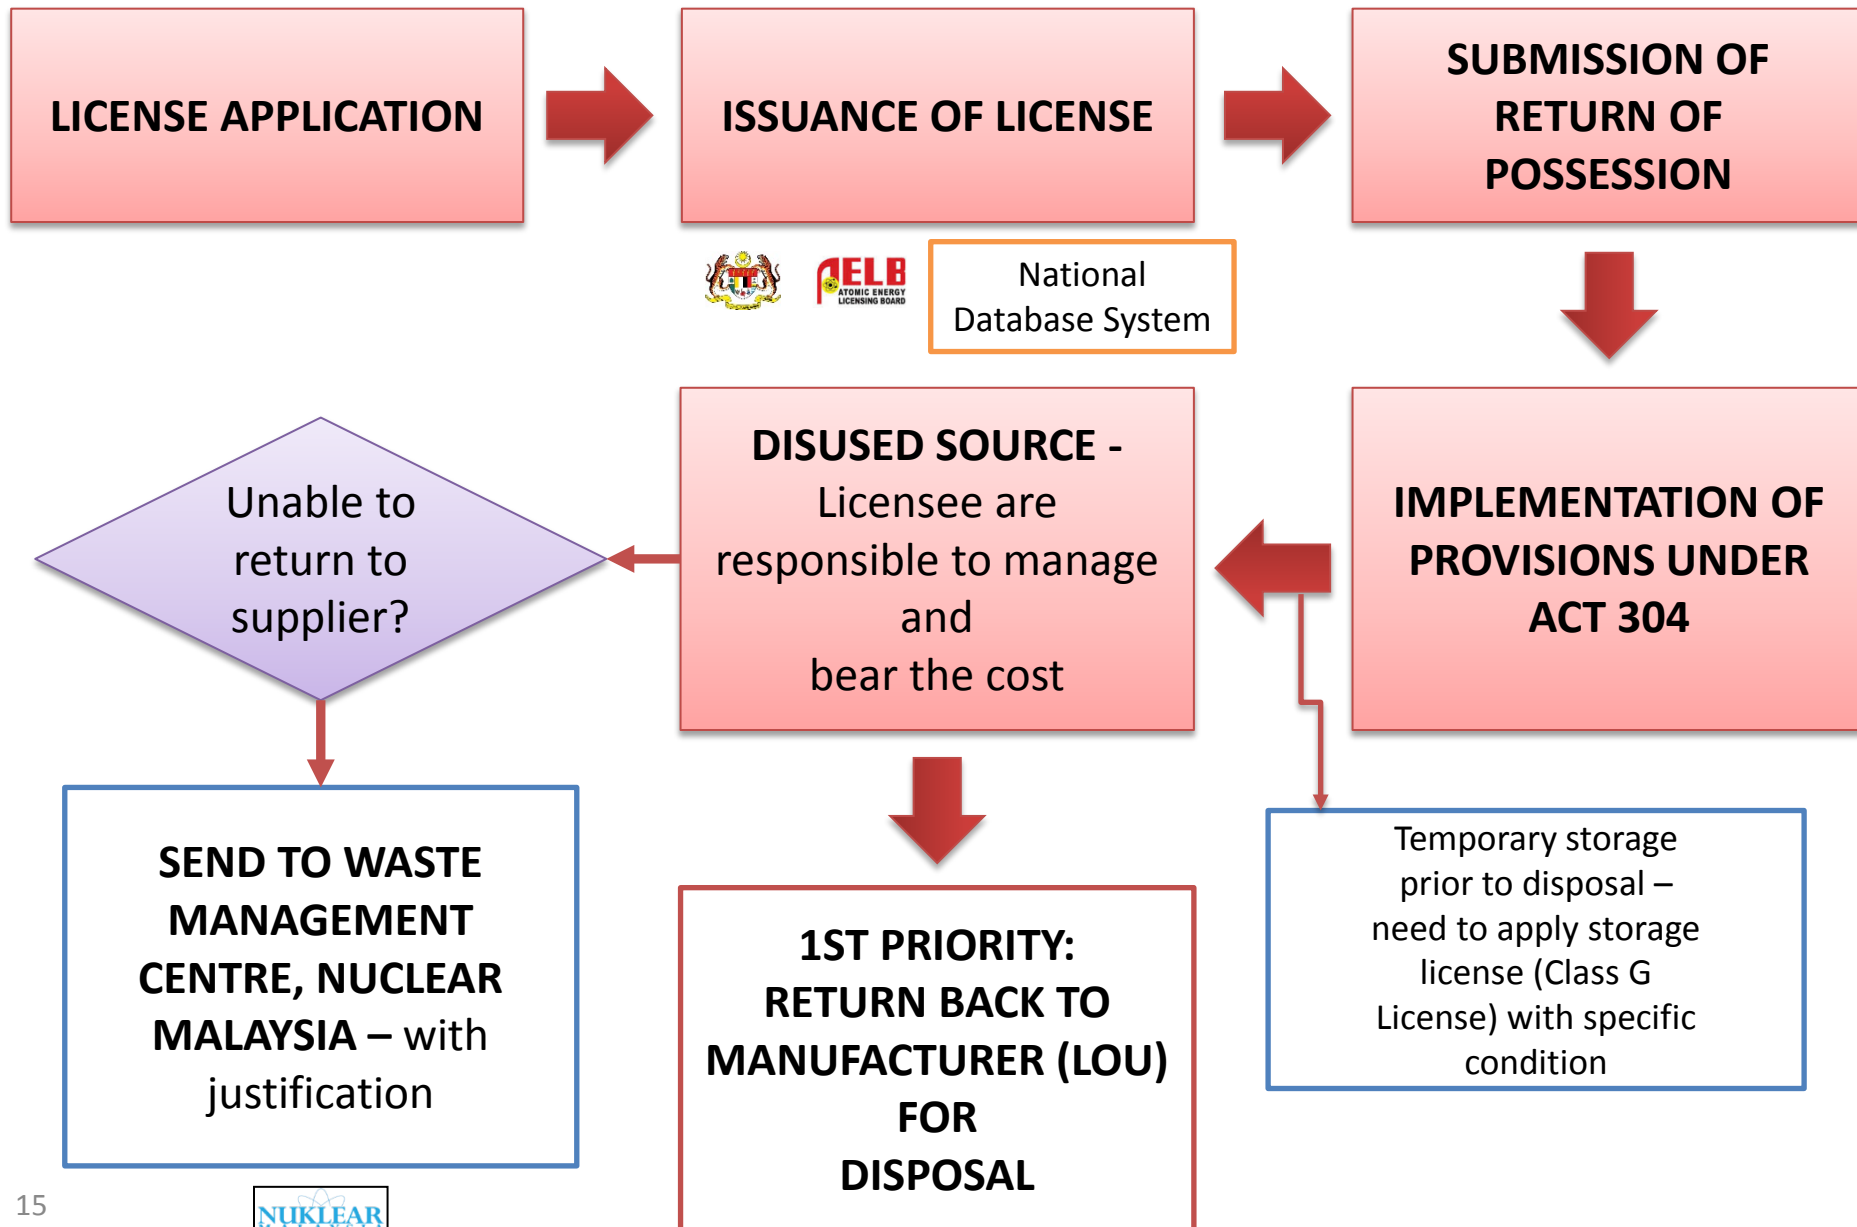 LICENSE APPLICATION
ISSUANCE OF LICENSE
SUBMISSION OF
RETURN OF
POSSESSION
AELB
ATOMIC ENERGY
LICENSING BOARD
National
Database System
Unable to
return to
supplier?
DISUSED SOURCE -
Licensee are
responsible to manage
and
bear the cost
IMPLEMENTATION OF
PROVISIONS UNDER
ACT 304
SEND TO WASTE
MANAGEMENT
CENTRE, NUCLEAR
MALAYSIA – with
justification
1ST PRIORITY:
RETURN BACK TO
MANUFACTURER (LOU)
FOR
DISPOSAL
Temporary storage
prior to disposal –
need to apply storage
license (Class G
License) with specific
condition
15
NUKLEAR